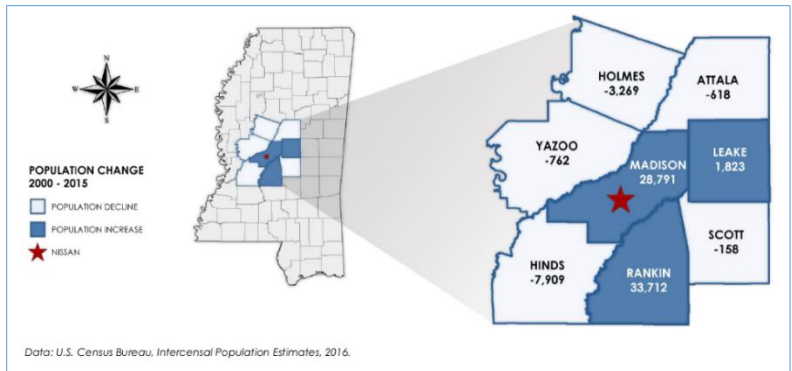 N
W
E
S
POPULATION CHANGE
2000 - 2015
POPULATION DECLINE
POPULATION INCREASE
NISSAN
HOLMES
-3,269
ATTALA
-618
YAZOO
-762
MADISON
28,791
LEAKE
1,823
SCOTT
-158
HINDS
-7,909
RANKIN
33,712
Data: U.S. Census Bureau, Intercensal Population Estimates, 2016.